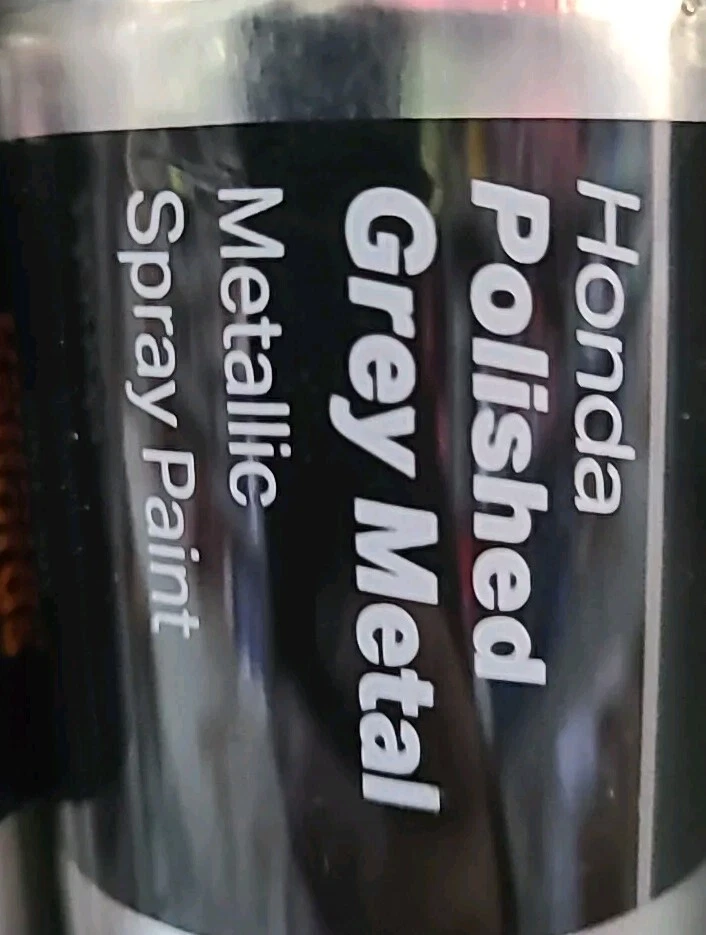 Honda
Polished
Grey Metal
Metallic
Spray Paint